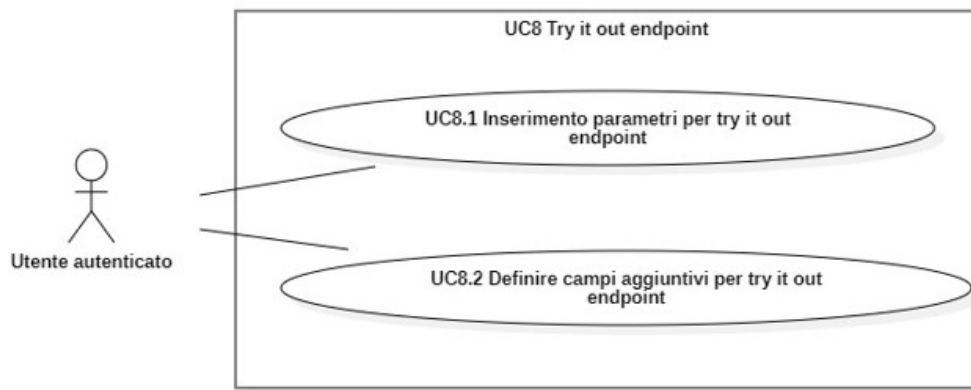 UC8 Try it out endpoint
UC8.1 Inserimento parametri per try it out
endpoint
Utente autenticato
UC8.2 Definire campi aggiuntivi per try it out
endpoint